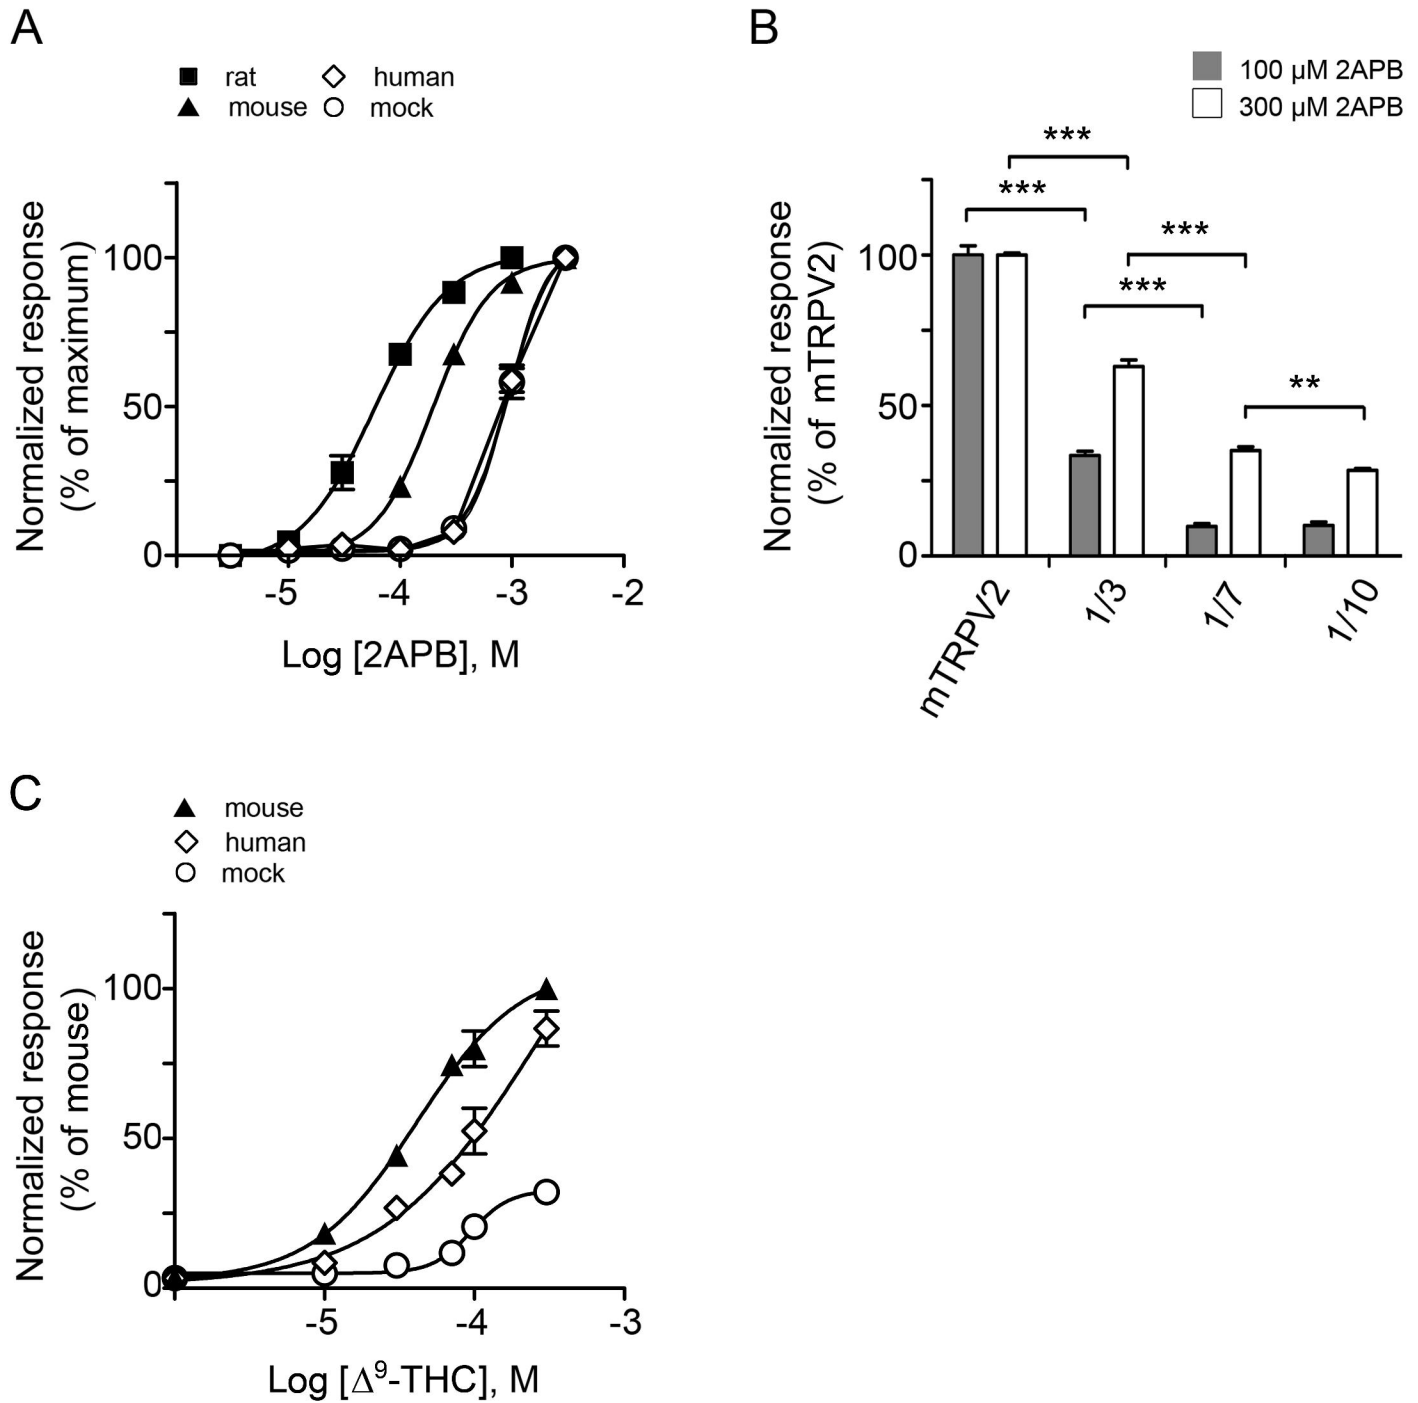 A
rat human
mouse mock
Normalized response
(% of maximum)
100
50
0
-5 -4 -3 -2
Log [2APB], M
B
100 µM 2APB
300 µM 2APB
***
***
***
***
**
Normalized response
(% of mTRPV2)
100
50
0
mTRPV2 1/3 1/7 1/10
C
mouse
human
mock
Normalized response
(% of mouse)
100
50
0
-5 -4 -3
Log [Δ⁹-THC], M